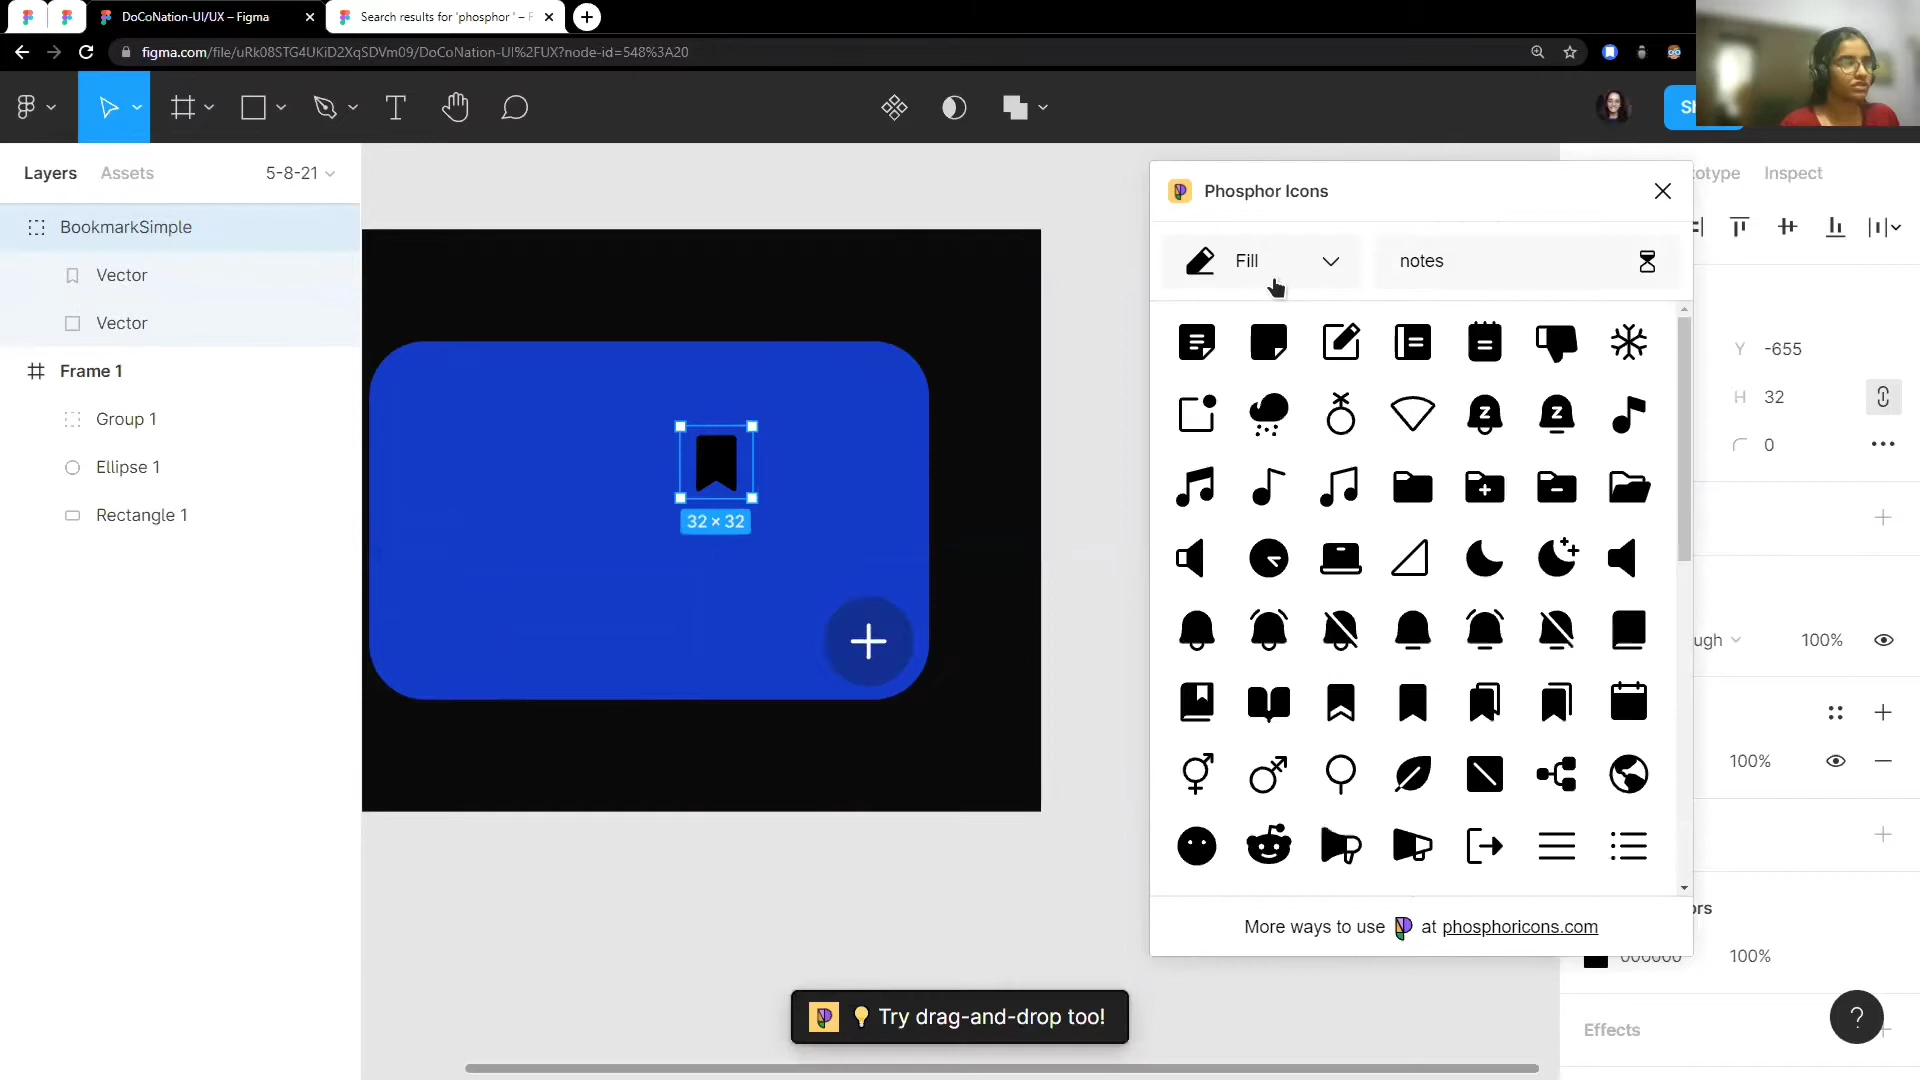 DoCoNation-UI/UX – Figma
Search results for 'phosphor ' – F
figma.com/file/uRk08STG4UKiD2XqSDVm09/DoCoNation-UI%2FUX?node-id=548%3A20
Layers
Assets
5-8-21
BookmarkSimple
Vector
Vector
Frame 1
Group 1
Ellipse 1
Rectangle 1
32 × 32
Phosphor Icons
Fill
notes
More ways to use at phosphoricons.com
💡 Try drag-and-drop too!
Sh
totype
Inspect
Y -655
H 32
0
ugh
100%
100%
rs
000000
100%
Effects
?